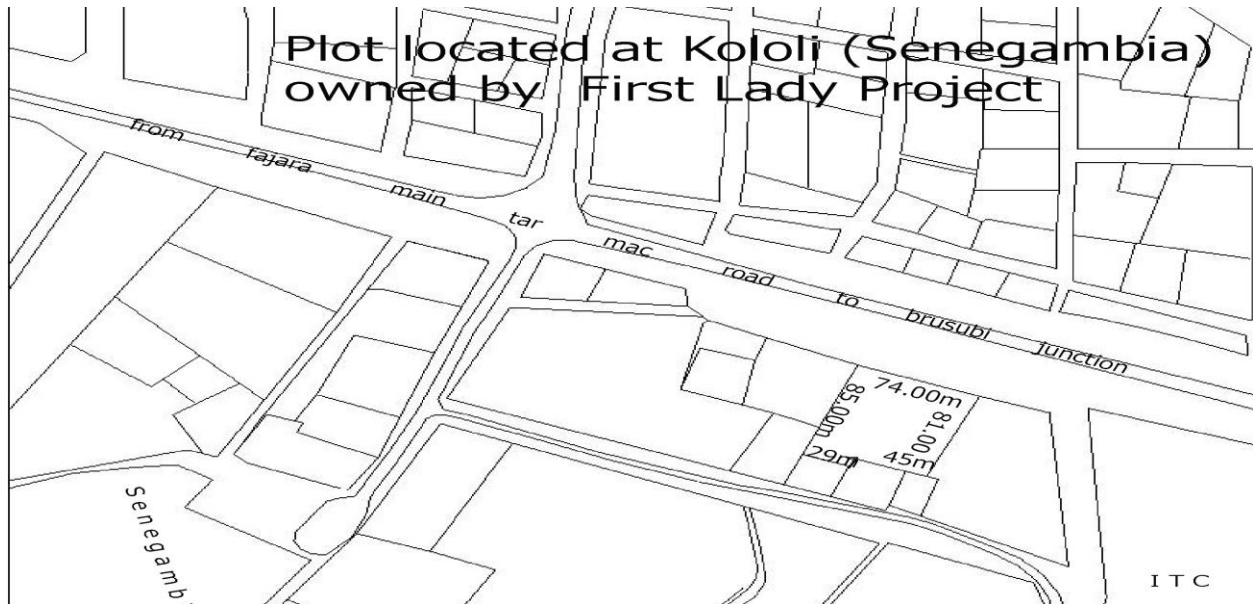 Plot located at Kololi (Senegambia)
owned by First Lady Project
from fajara main tar mac road to brusubi junction
74.00m
85.00m
81.00
29m
45m
Senegambi
ITC